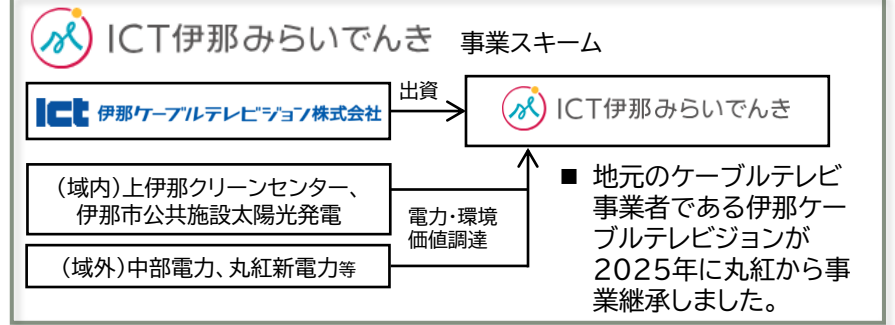 ICT伊那みらいでんき 事業スキーム
ict 伊那ケーブルテレビジョン株式会社
出資
ICT伊那みらいでんき
(域内)上伊那クリーンセンター、
伊那市公共施設太陽光発電
(域外)中部電力、丸紅新電力等
電力・環境
価値調達
■ 地元のケーブルテレビ
事業者である伊那ケー
ブルテレビジョンが
2025年に丸紅から事
業継承しました。